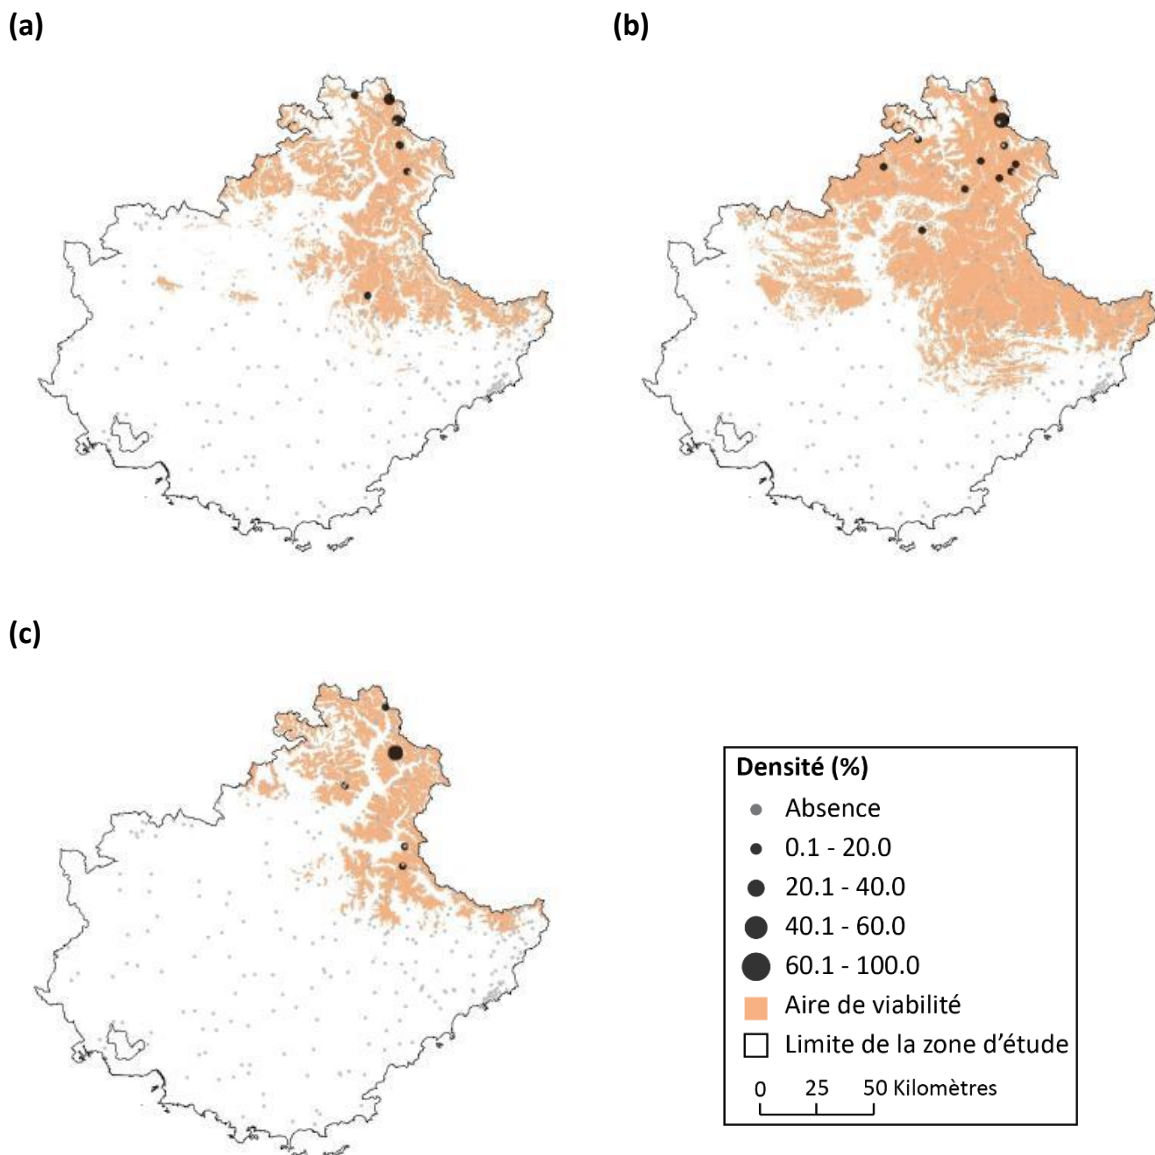 (a)
(b)
(c)
Densité (%)
Absence
0.1 - 20.0
20.1 - 40.0
40.1 - 60.0
60.1 - 100.0
Aire de viabilité
Limite de la zone d'étude
0 25 50 Kilomètres